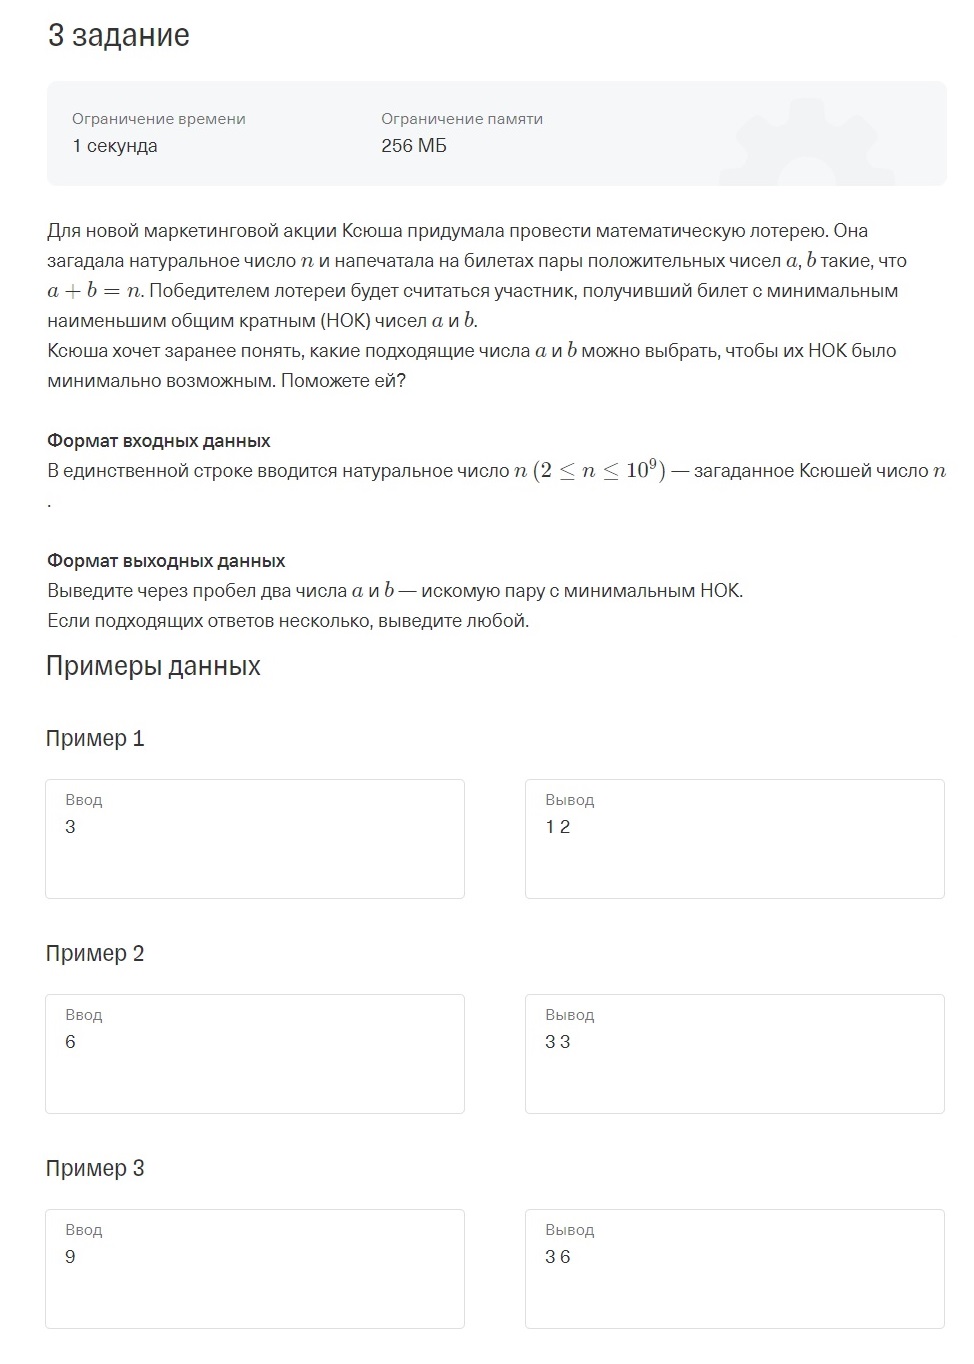 3 задание
Ограничение времени
Ограничение памяти
1 секунда
256 МБ
Для новой маркетинговой акции Ксюша придумала провести математическую лотерею. Она
загадала натуральное число n и напечатала на билетах пары положительных чисел a, b такие, что
a + b = n. Победителем лотереи будет считаться участник, получивший билет с минимальным
наименьшим общим кратным (НОК) чисел a и b.
Ксюша хочет заранее понять, какие подходящие числа a и b можно выбрать, чтобы их НОК было
минимально возможным. Поможете ей?
Формат входных данных
В единственной строке вводится натуральное число n (2 ≤ n ≤ 10⁹) — загаданное Ксюшей число n
.
Формат выходных данных
Выведите через пробел два числа a и b — искомую пару с минимальным НОК.
Если подходящих ответов несколько, выведите любой.
Примеры данных
Пример 1
Ввод
3
Вывод
1 2
Пример 2
Ввод
6
Вывод
3 3
Пример 3
Ввод
9
Вывод
3 6